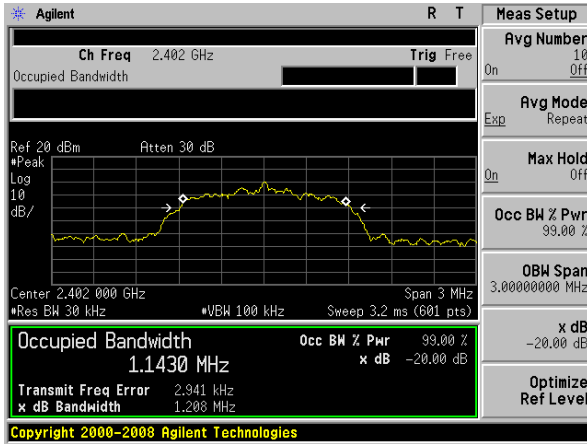 Agilent R T
Meas Setup
Ch Freq 2.402 GHz Trig Free
Occupied Bandwidth
Avg Number
10
On Off
Avg Mode
Exp Repeat
Max Hold
On Off
Occ BW % Pwr
99.00 %
OBW Span
3.00000000 MHz
x dB
-20.00 dB
Optimize
Ref Level
Ref 20 dBm Atten 30 dB
#Peak
Log
10
dB/
Center 2.402 000 GHz Span 3 MHz
#Res BW 30 kHz #VBW 100 kHz Sweep 3.2 ms (601 pts)
Occupied Bandwidth Occ BW % Pwr 99.00 %
1.1430 MHz x dB -20.00 dB
Transmit Freq Error 2.941 kHz
x dB Bandwidth 1.208 MHz
Copyright 2000-2008 Agilent Technologies